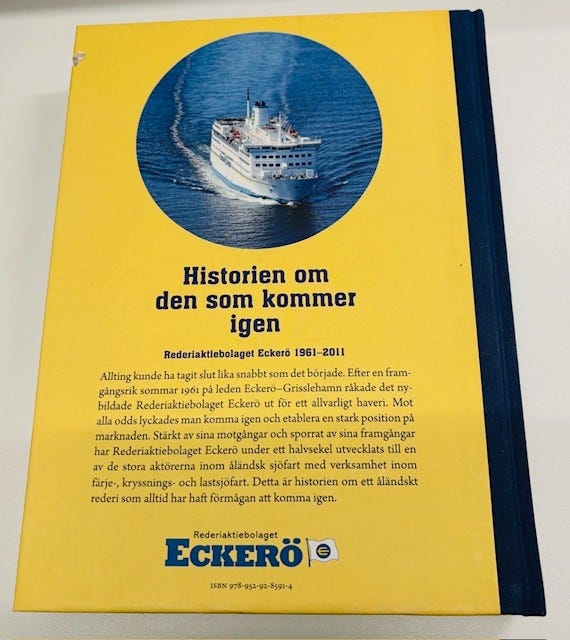 Historien om
den som kommer
igen
Rederiaktiebolaget Eckerö 1961–2011
Allting kunde ha tagit slut lika snabbt som det började. Efter en fram-
gångsrik sommar 1961 på leden Eckerö–Grisslehamn råkade det ny-
bildade Rederiaktiebolaget Eckerö ut för ett allvarligt haveri. Mot
alla odds lyckades man komma igen och etablera en stark position på
marknaden. Stärkt av sina motgångar och sporrat av sina framgångar
har Rederiaktiebolaget Eckerö under ett halvsekel utvecklats till en
av de stora aktörerna inom åländsk sjöfart med verksamhet inom
färje-, kryssnings- och lastsjöfart. Detta är historien om ett åländskt
rederi som alltid har haft förmågan att komma igen.
Rederiaktiebolaget
ECKERÖ
ISBN 978-952-92-8591-4